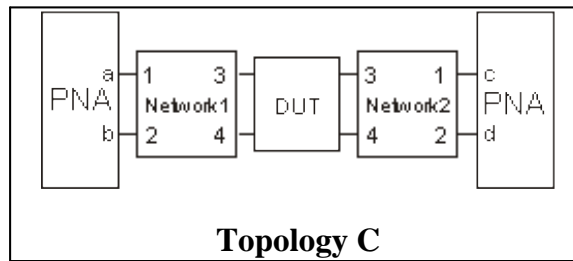 a 1 3 3 1 c
PNA Network1 DUT Network2 PNA
b 2 4 4 2 d
Topology C